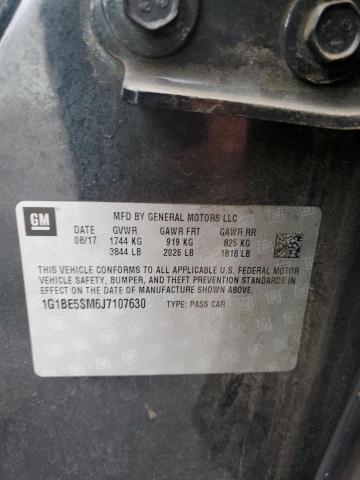 GM
MFD BY GENERAL MOTORS LLC
DATE GVWR GAWR FRT GAWR RR
08/17 1744 KG 919 KG 825 KG
3844 LB 2026 LB 1818 LB
THIS VEHICLE CONFORMS TO ALL APPLICABLE U.S. FEDERAL MOTOR
VEHICLE SAFETY, BUMPER, AND THEFT PREVENTION STANDARDS
IN EFFECT ON THE DATE OF MANUFACTURE SHOWN ABOVE.
1G1BE5SM6J7107630 TYPE: PASS CAR